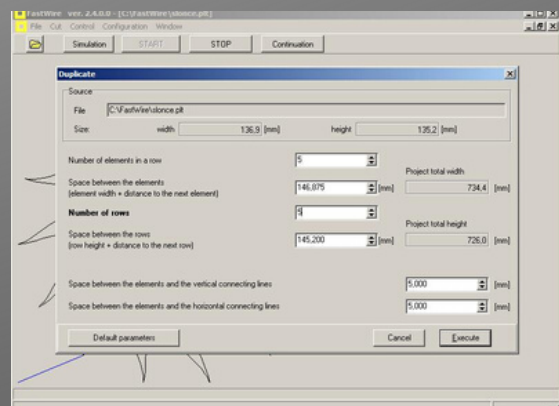 FastWire ver. 2.4.0.0 - [C:\FastWire\slonce.plt]
File Cut Control Configuration Window
Simulation START STOP Continuation
Duplicate
Source
File C:\FastWire\slonce.plt
Size: width 136,9 [mm] height 135,2 [mm]
Number of elements in a row 5
Project total width
Space between the elements
(element width + distance to the next element)
146,875 [mm] 734,4 [mm]
Number of rows 5
Project total height
Space between the rows
(row height + distance to the next row)
145,200 [mm] 726,0 [mm]
Space between the elements and the vertical connecting lines 5,000 [mm]
Space between the elements and the horizontal connecting lines 5,000 [mm]
Default parameters Cancel Execute